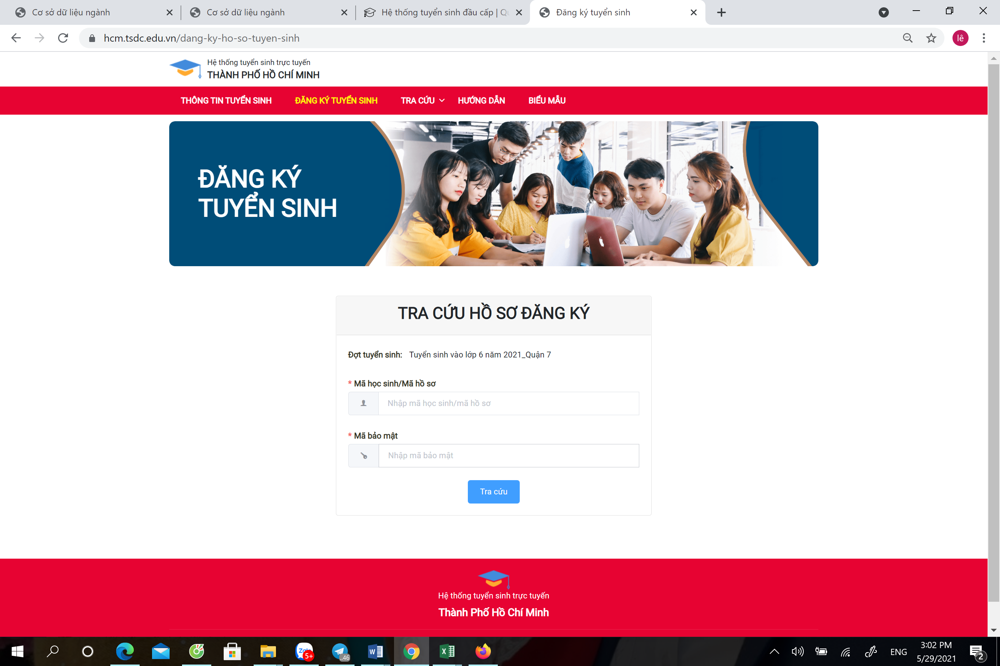 Cơ sở dữ liệu ngành
Cơ sở dữ liệu ngành
Hệ thống tuyển sinh đầu cấp | Qu
Đăng ký tuyển sinh
hcm.tsdc.edu.vn/dang-ky-ho-so-tuyen-sinh
lê
Hệ thống tuyển sinh trực tuyến
THÀNH PHỐ HỒ CHÍ MINH
THÔNG TIN TUYỂN SINH
ĐĂNG KÝ TUYỂN SINH
TRA CỨU
HƯỚNG DẪN
BIỂU MẪU
ĐĂNG KÝ
TUYỂN SINH
TRA CỨU HỒ SƠ ĐĂNG KÝ
Đợt tuyển sinh: Tuyển sinh vào lớp 6 năm 2021_Quận 7
* Mã học sinh/Mã hồ sơ
Nhập mã học sinh/mã hồ sơ
* Mã bảo mật
Nhập mã bảo mật
Tra cứu
Hệ thống tuyển sinh trực tuyến
Thành Phố Hồ Chí Minh
Zalo
5+
..46
ENG
3:02 PM
5/29/2021
2